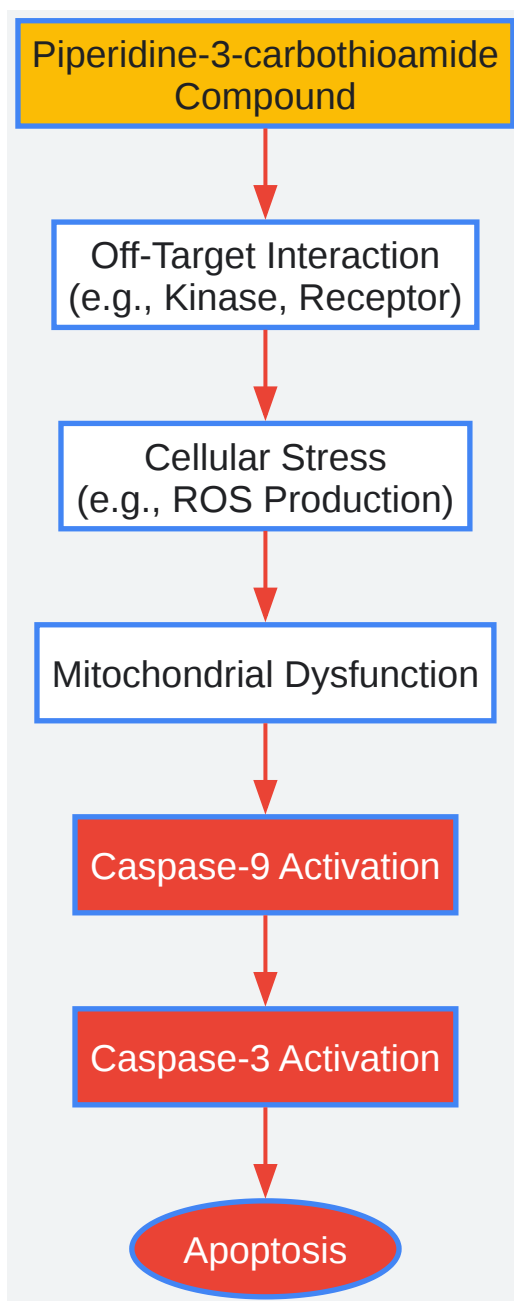 Piperidine-3-carbothioamide
Compound
Off-Target Interaction
(e.g., Kinase, Receptor)
Cellular Stress
(e.g., ROS Production)
Mitochondrial Dysfunction
Caspase-9 Activation
Caspase-3 Activation
Apoptosis